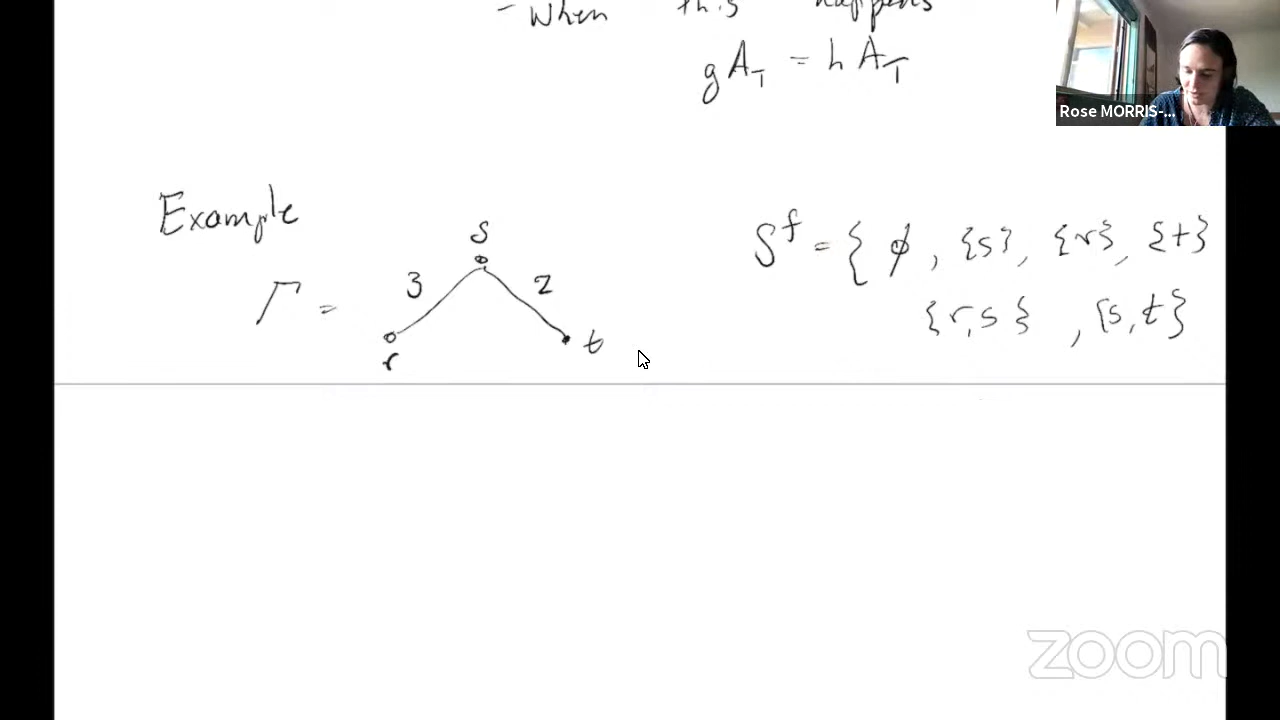 - When this happens
gA_T = hA_T
Rose MORRIS-...
Example
Γ =
s
3
2
r
t
S^f = { ∅, {s}, {r}, {t}
{r,s} , {s,t}
zoom